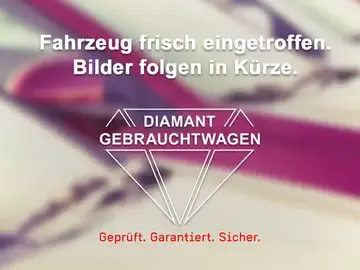 Fahrzeug frisch eingetroffen.
Bilder folgen in Kürze.
DIAMANT
GEBRAUCHTWAGEN
Geprüft. Garantiert. Sicher.